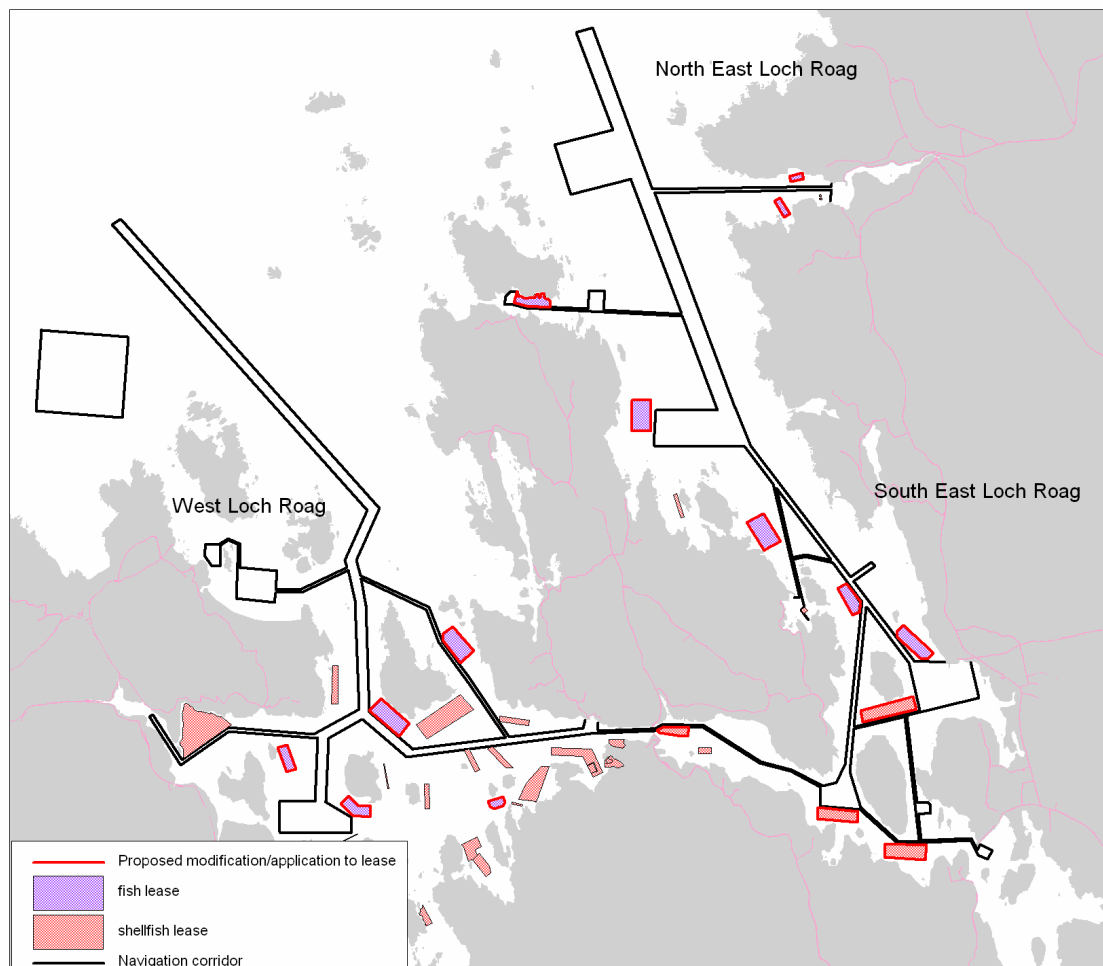 North East Loch Roag
South East Loch Roag
West Loch Roag
Proposed modification/application to lease
fish lease
shellfish lease
Navigation corridor